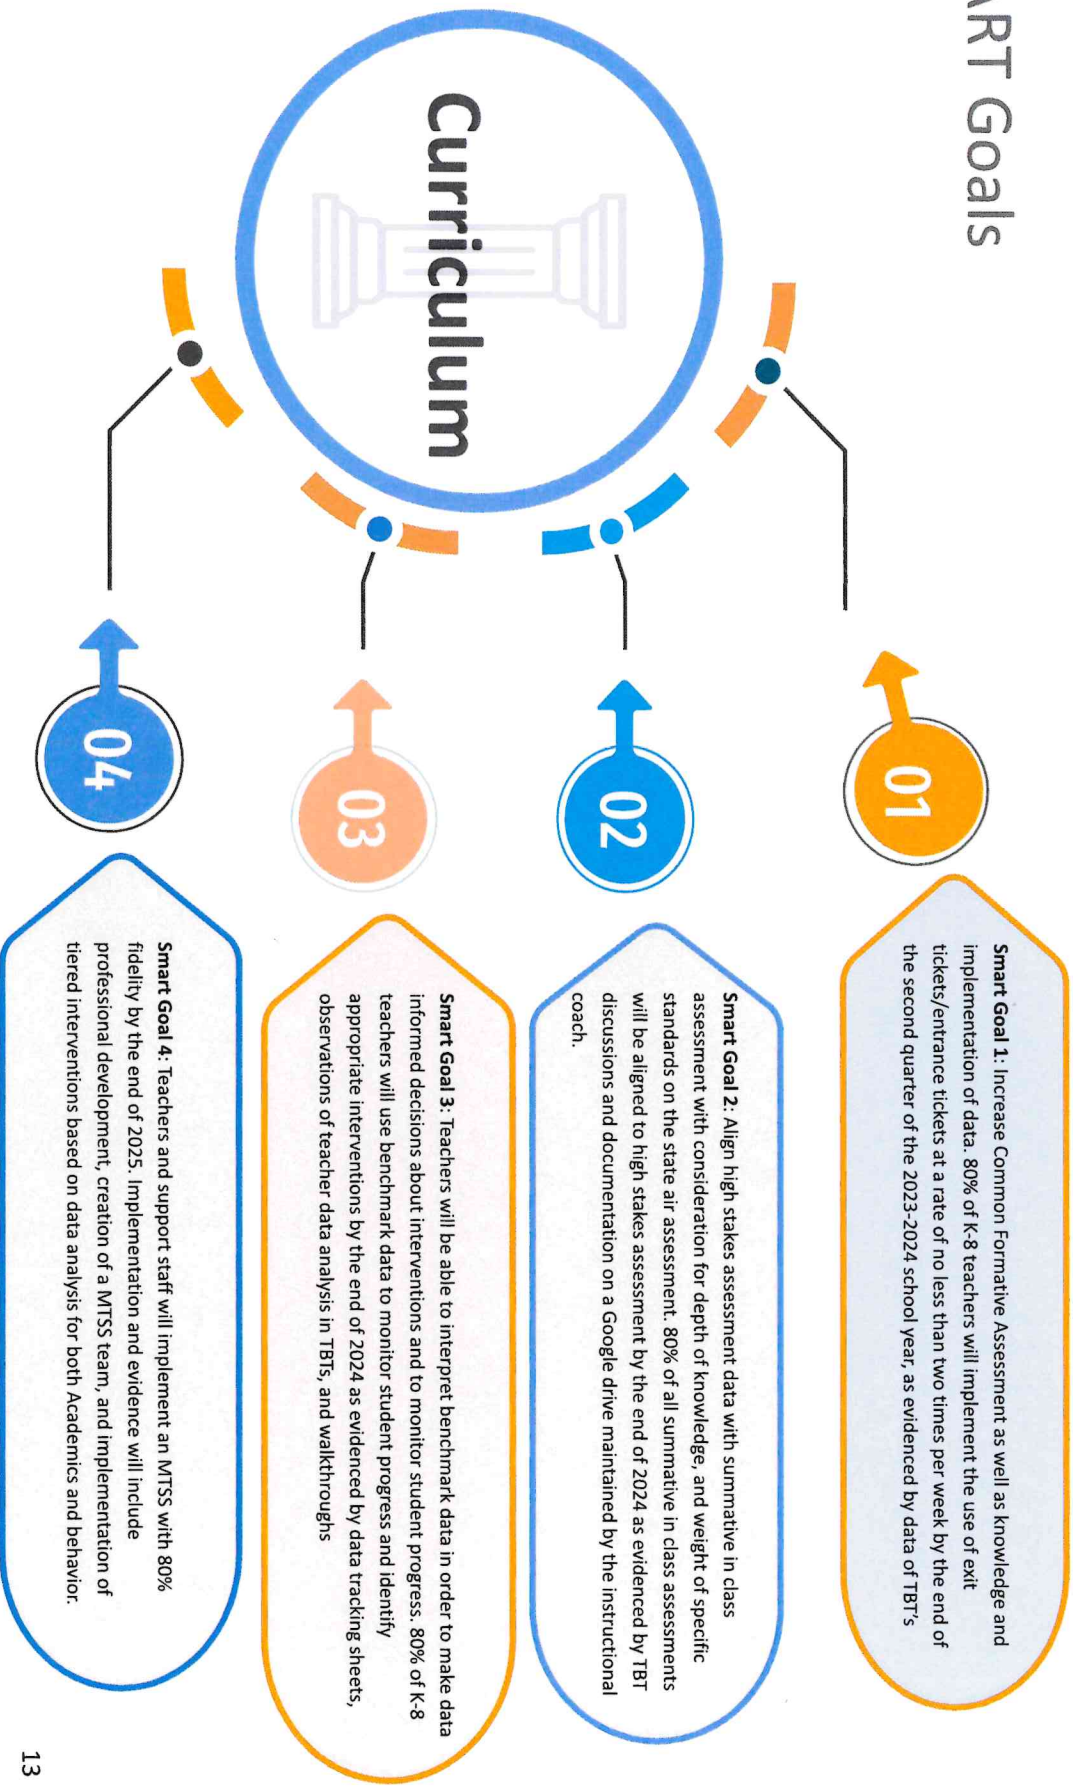 ART Goals
Curriculum
01
Smart Goal 1: Increase Common Formative Assessment as well as knowledge and
implementation of data. 80% of K-8 teachers will implement the use of exit
tickets/entrance tickets at a rate of no less than two times per week by the end of
the second quarter of the 2023-2024 school year, as evidenced by data of TBT's
02
Smart Goal 2: Align high stakes assessment data with summative in class
assessment with consideration for depth of knowledge, and weight of specific
standards on the state air assessment. 80% of all summative in class assessments
will be aligned to high stakes assessment by the end of 2024 as evidenced by TBT
discussions and documentation on a Google drive maintained by the instructional
coach.
03
Smart Goal 3: Teachers will be able to interpret benchmark data in order to make data
informed decisions about interventions and to monitor student progress. 80% of K-8
teachers will use benchmark data to monitor student progress and identify
appropriate interventions by the end of 2024 as evidenced by data tracking sheets,
observations of teacher data analysis in TBTs, and walkthroughs
04
Smart Goal 4: Teachers and support staff will implement an MTSS with 80%
fidelity by the end of 2025. Implementation and evidence will include
professional development, creation of a MTSS team, and implementation of
tiered interventions based on data analysis for both Academics and behavior.
13